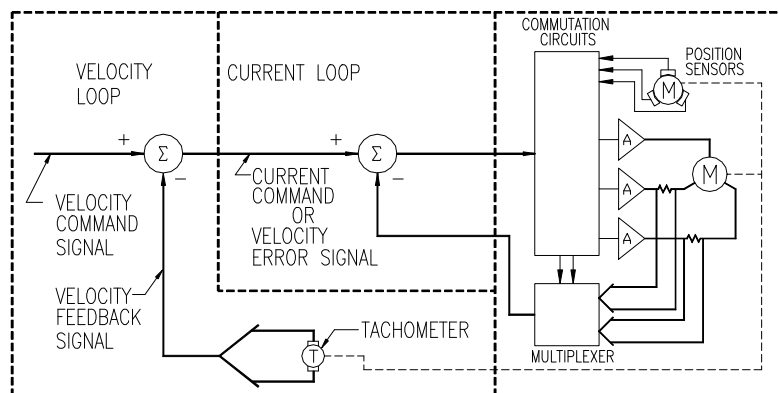 COMMUTATION
CIRCUITS
VELOCITY
LOOP
CURRENT LOOP
POSITION
SENSORS
M
+
Σ
−
+
Σ
−
A
M
A
A
VELOCITY
COMMAND
SIGNAL
CURRENT
COMMAND
OR
VELOCITY
ERROR SIGNAL
VELOCITY
FEEDBACK
SIGNAL
TACHOMETER
T
MULTIPLEXER